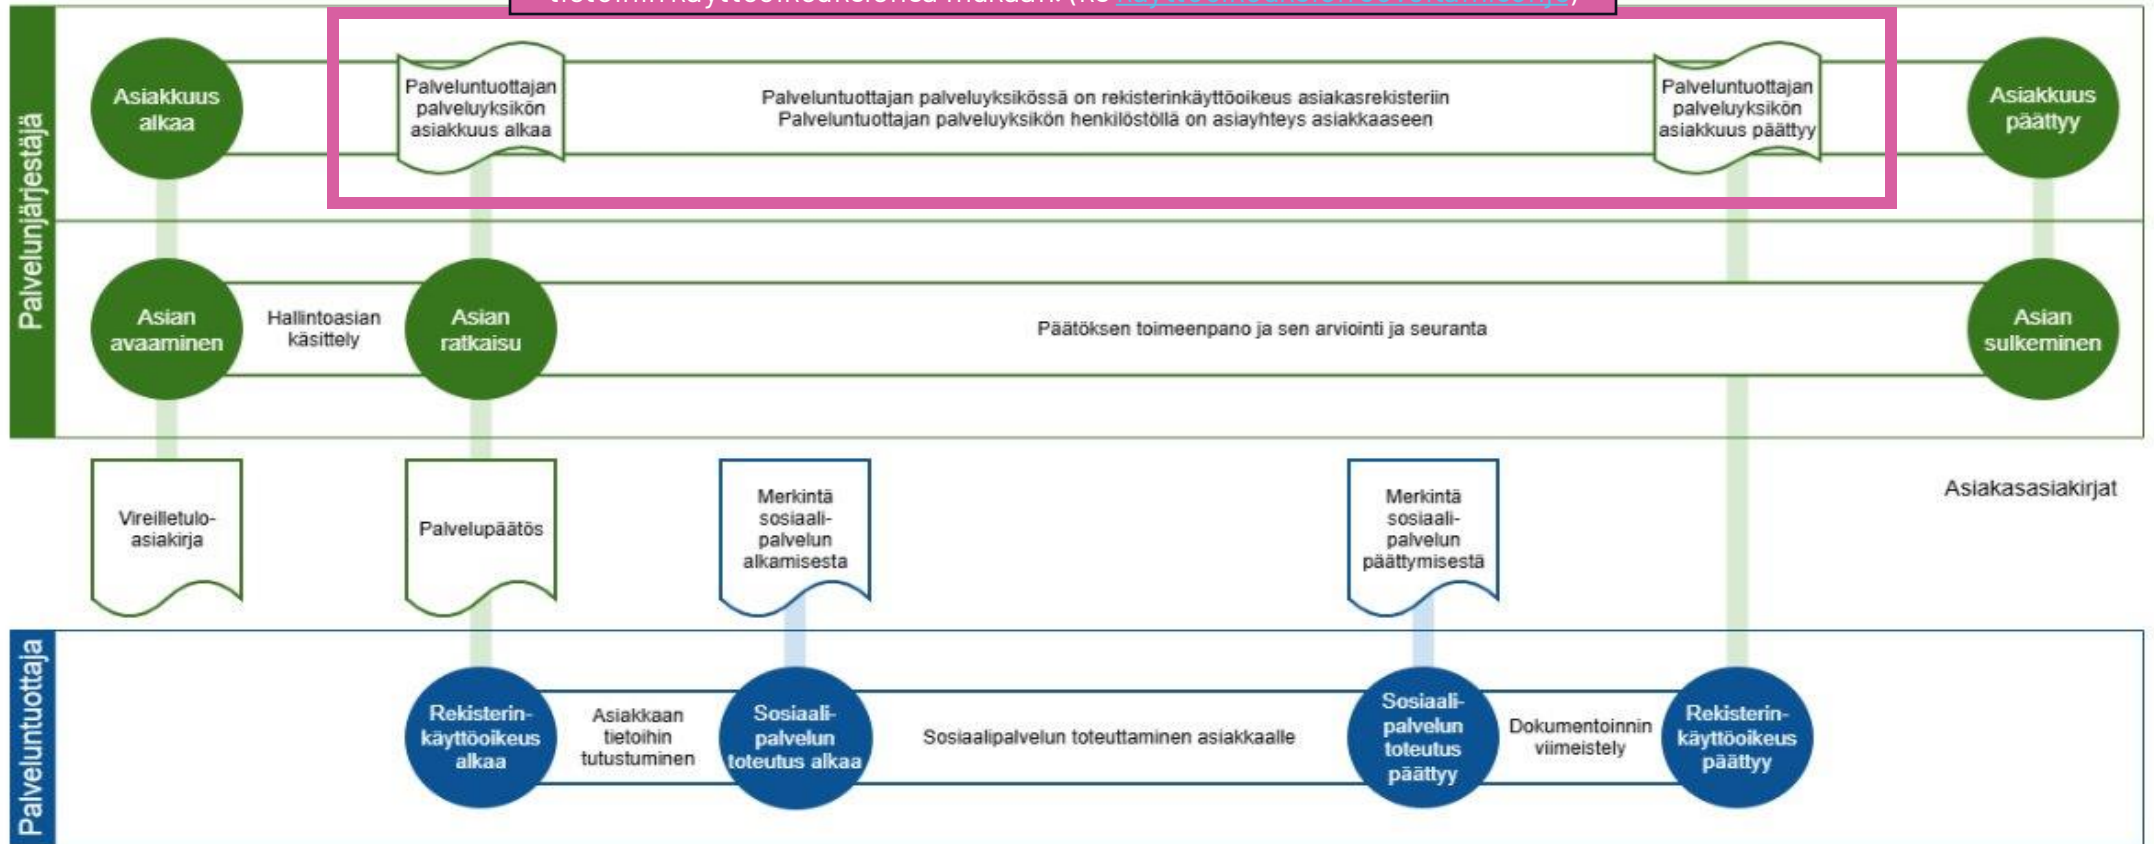 Palvelunjärjestäjä
Asiakkuus
alkaa
Palveluntuottajan
palveluyksikön
asiakkuus alkaa
Palveluntuottajan palveluyksikössä on rekisterinkäyttöoikeus asiakasrekisteriin
Palveluntuottajan palveluyksikön henkilöstöllä on asiayhteys asiakkaaseen
Palveluntuottajan
palveluyksikön
asiakkuus päättyy
Asiakkuus
päättyy
Asian
avaaminen
Hallintoasian
käsittely
Asian
ratkaisu
Päätöksen toimeenpano ja sen arviointi ja seuranta
Asian
sulkeminen
Vireilletulo-
asiakirja
Palvelupäätös
Merkintä
sosiaali-
palvelun
alkamisesta
Merkintä
sosiaali-
palvelun
päättymisestä
Asiakasasiakirjat
Palveluntuottaja
Rekisterin-
käyttöoikeus
alkaa
Asiakkaan
tietoihin
tutustuminen
Sosiaali-
palvelun
toteutus alkaa
Sosiaalipalvelun toteuttaminen asiakkaalle
Sosiaali-
palvelun
toteutus
päättyy
Dokumentoinnin
viimeistely
Rekisterin-
käyttöoikeus
päättyy